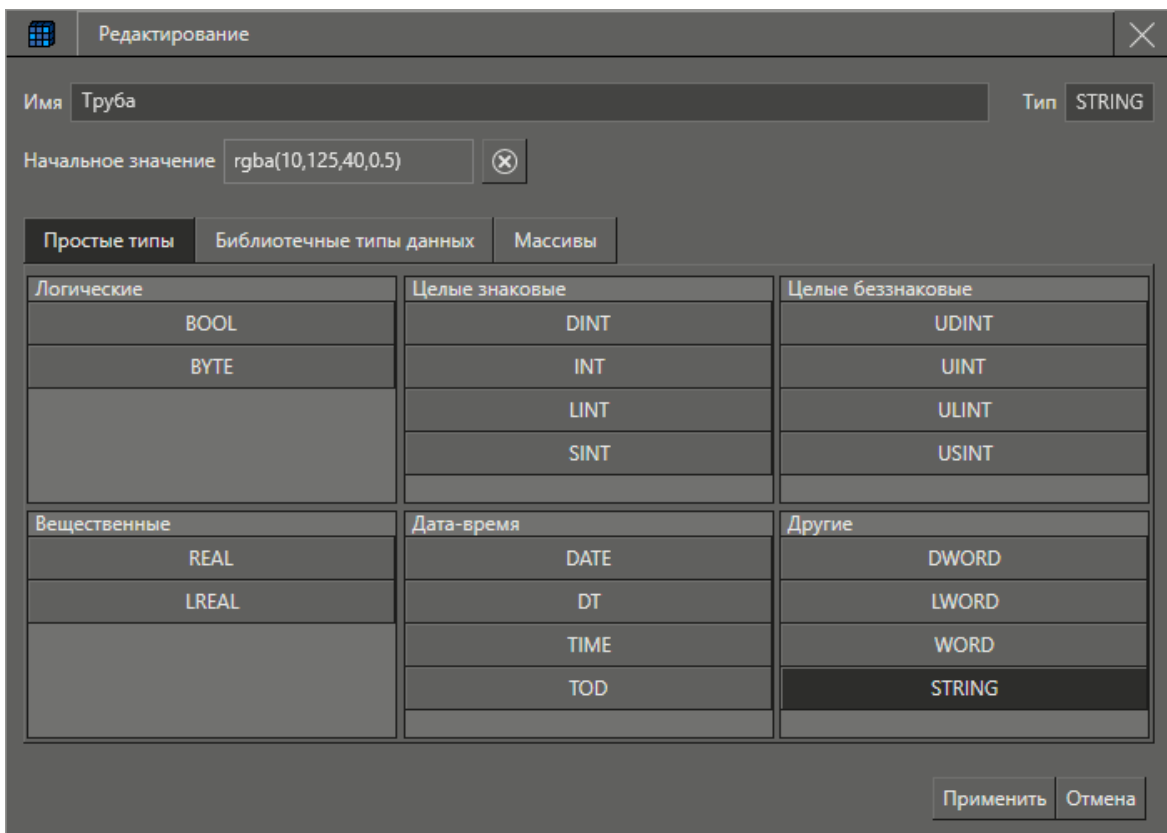 Редактирование
Имя Труба Тип STRING
Начальное значение rgba(10,125,40,0.5)
Простые типы Библиотечные типы данных Массивы
Логические Целые знаковые Целые беззнаковые
BOOL DINT UDINT
BYTE INT UINT
LINT ULINT
SINT USINT
Вещественные Дата-время Другие
REAL DATE DWORD
LREAL DT LWORD
TIME WORD
TOD STRING
Применить Отмена